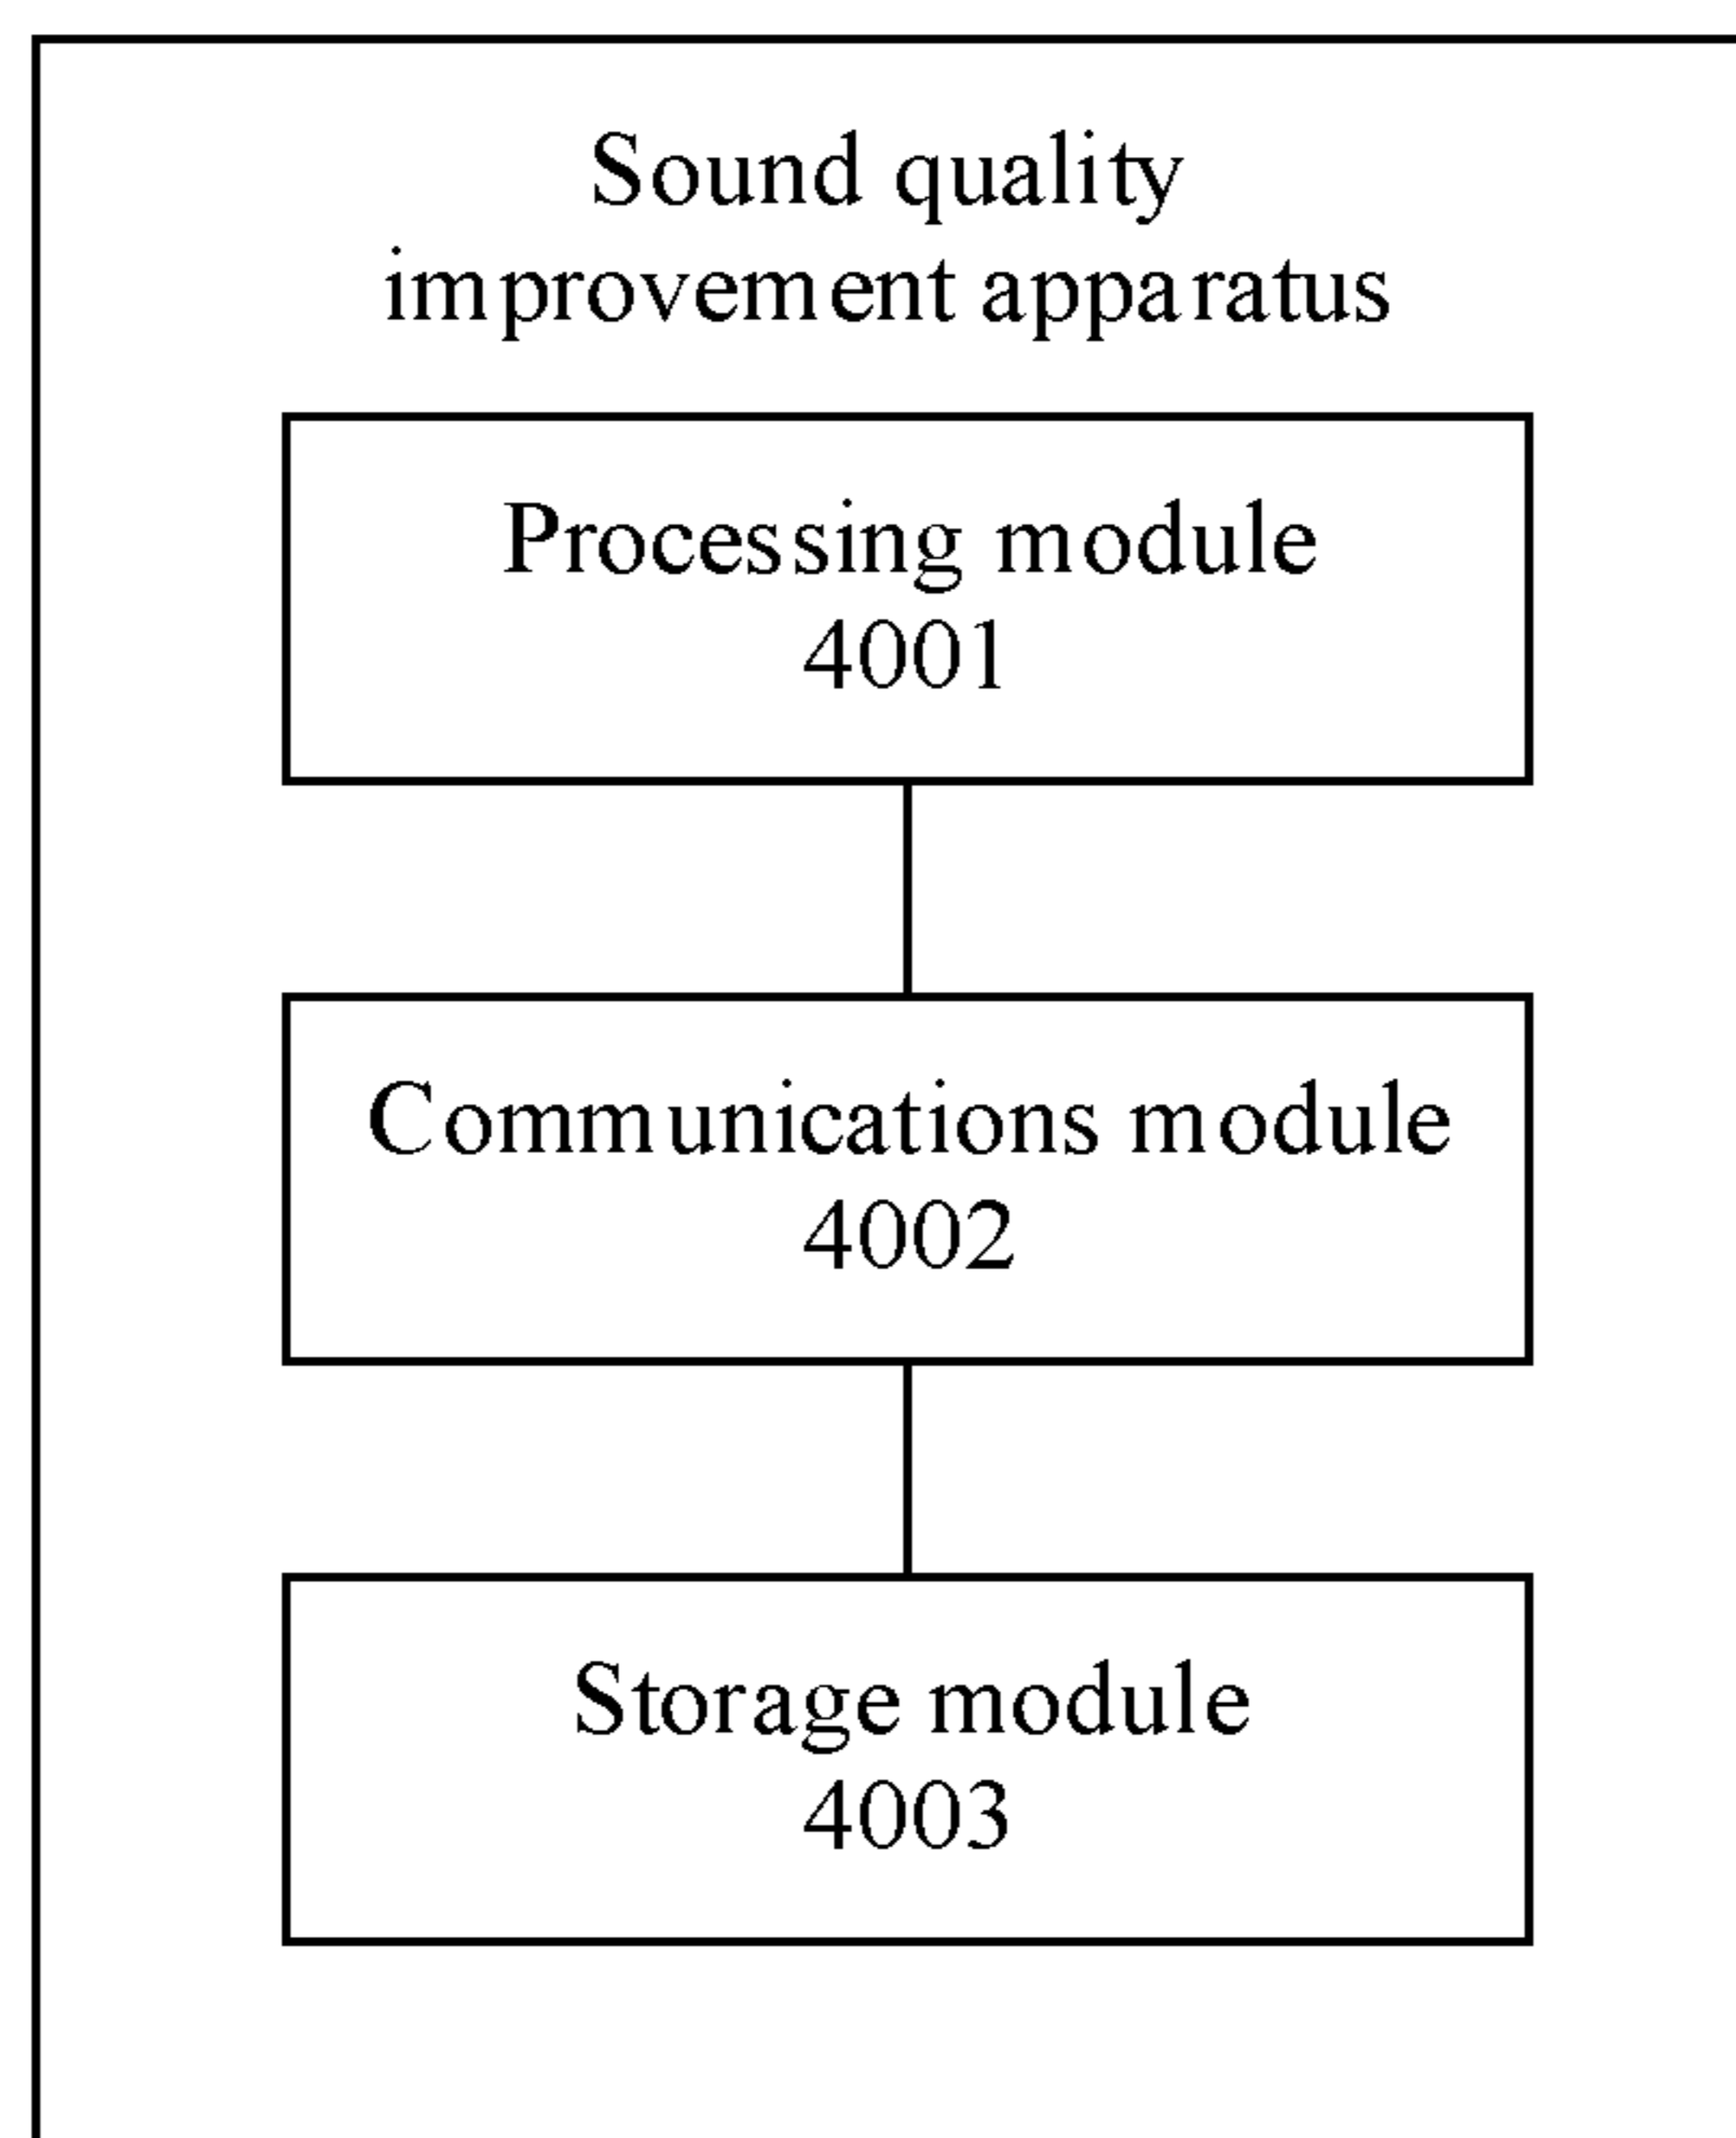 Sound quality
improvement apparatus
Processing module
4001
Communications module
4002
Storage module
4003